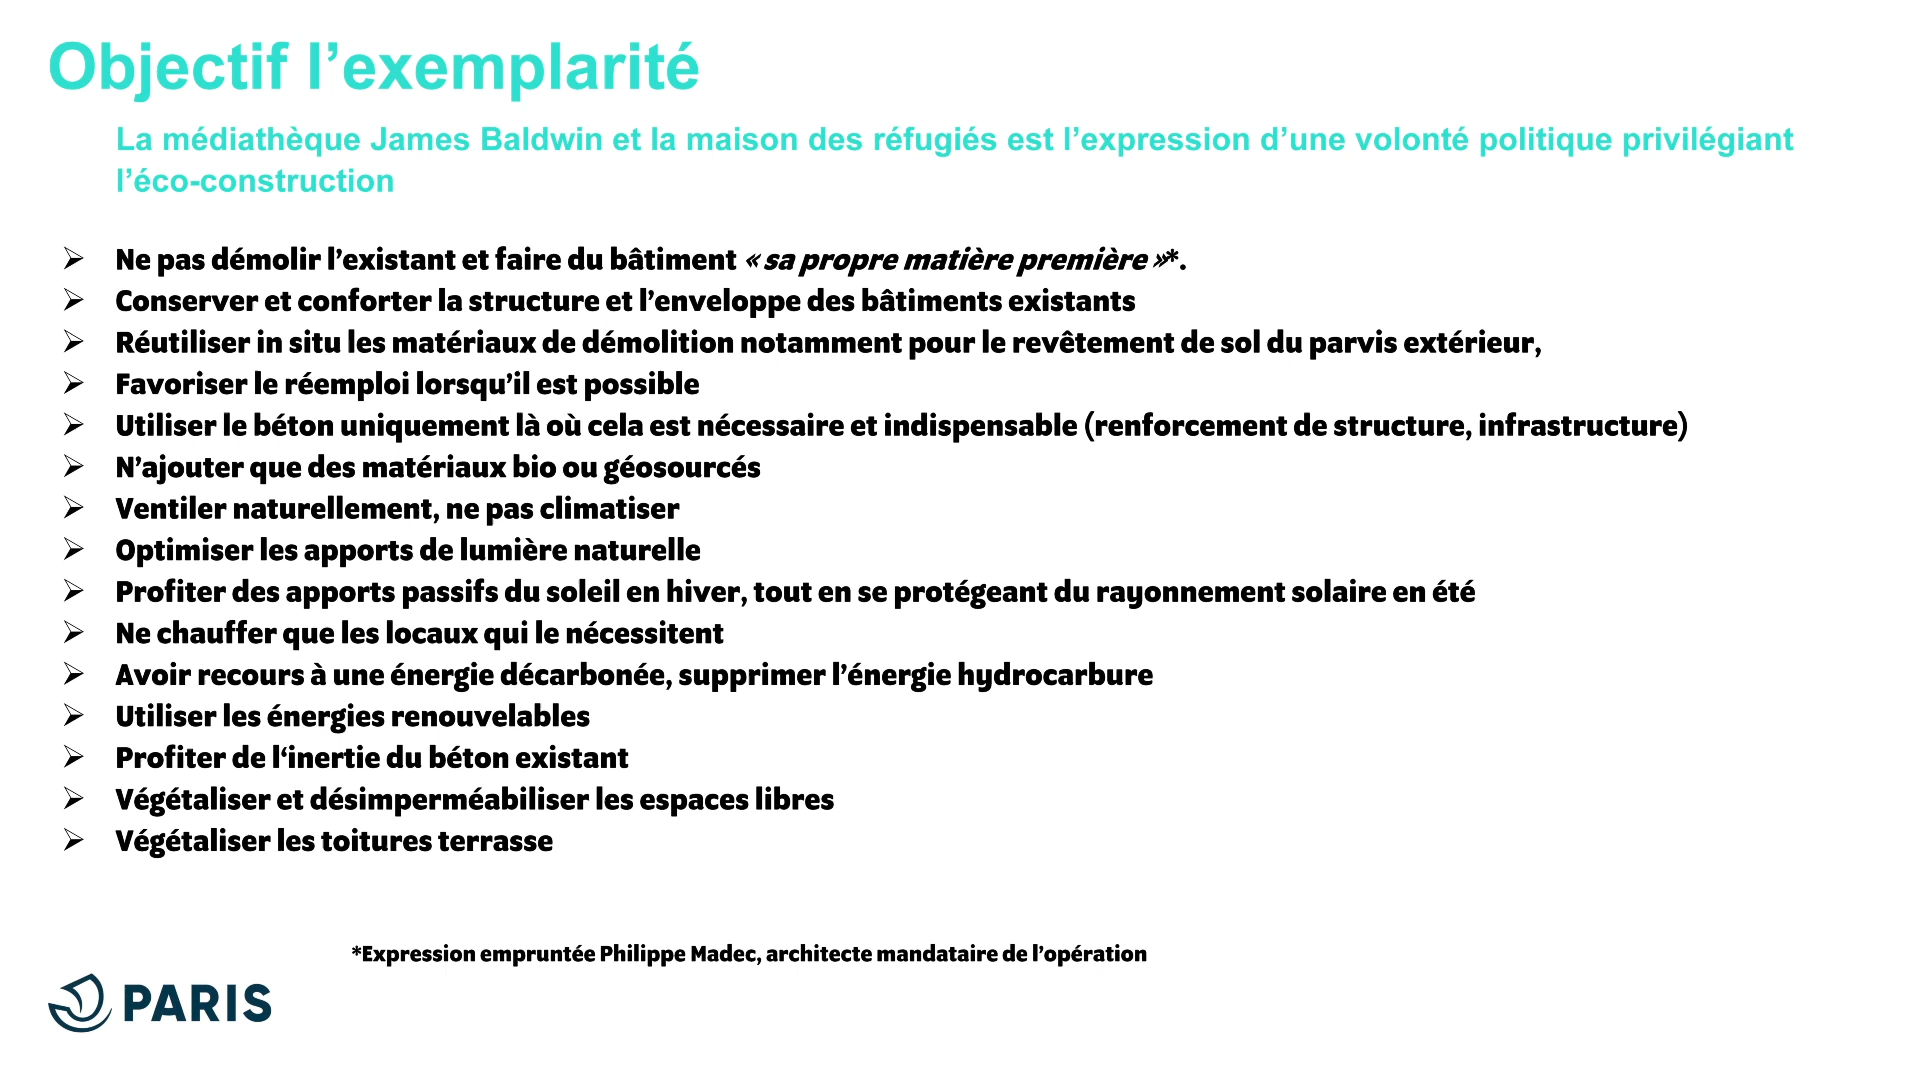 Objectif l’exemplarité
La médiathèque James Baldwin et la maison des réfugiés est l’expression d’une volonté politique privilégiant
l’éco-construction
➢ Ne pas démolir l’existant et faire du bâtiment « sa propre matière première »*.
➢ Conserver et conforter la structure et l’enveloppe des bâtiments existants
➢ Réutiliser in situ les matériaux de démolition notamment pour le revêtement de sol du parvis extérieur,
➢ Favoriser le réemploi lorsqu’il est possible
➢ Utiliser le béton uniquement là où cela est nécessaire et indispensable (renforcement de structure, infrastructure)
➢ N’ajouter que des matériaux bio ou géosourcés
➢ Ventiler naturellement, ne pas climatiser
➢ Optimiser les apports de lumière naturelle
➢ Profiter des apports passifs du soleil en hiver, tout en se protégeant du rayonnement solaire en été
➢ Ne chauffer que les locaux qui le nécessitent
➢ Avoir recours à une énergie décarbonée, supprimer l’énergie hydrocarbure
➢ Utiliser les énergies renouvelables
➢ Profiter de l‘inertie du béton existant
➢ Végétaliser et désimperméabiliser les espaces libres
➢ Végétaliser les toitures terrasse
*Expression empruntée Philippe Madec, architecte mandataire de l’opération
PARIS